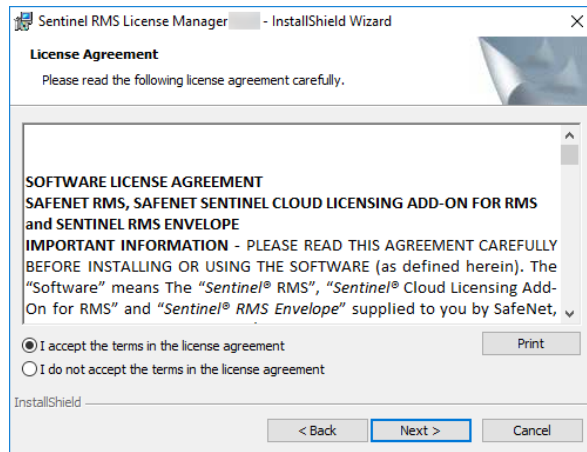 Sentinel RMS License Manager - InstallShield Wizard
License Agreement
Please read the following license agreement carefully.
SOFTWARE LICENSE AGREEMENT
SAFENET RMS, SAFENET SENTINEL CLOUD LICENSING ADD-ON FOR RMS
and SENTINEL RMS ENVELOPE
IMPORTANT INFORMATION - PLEASE READ THIS AGREEMENT CAREFULLY
BEFORE INSTALLING OR USING THE SOFTWARE (as defined herein). The
“Software” means The “Sentinel® RMS”, “Sentinel® Cloud Licensing Add-
On for RMS” and “Sentinel® RMS Envelope” supplied to you by SafeNet,
I accept the terms in the license agreement
Print
I do not accept the terms in the license agreement
InstallShield
< Back
Next >
Cancel